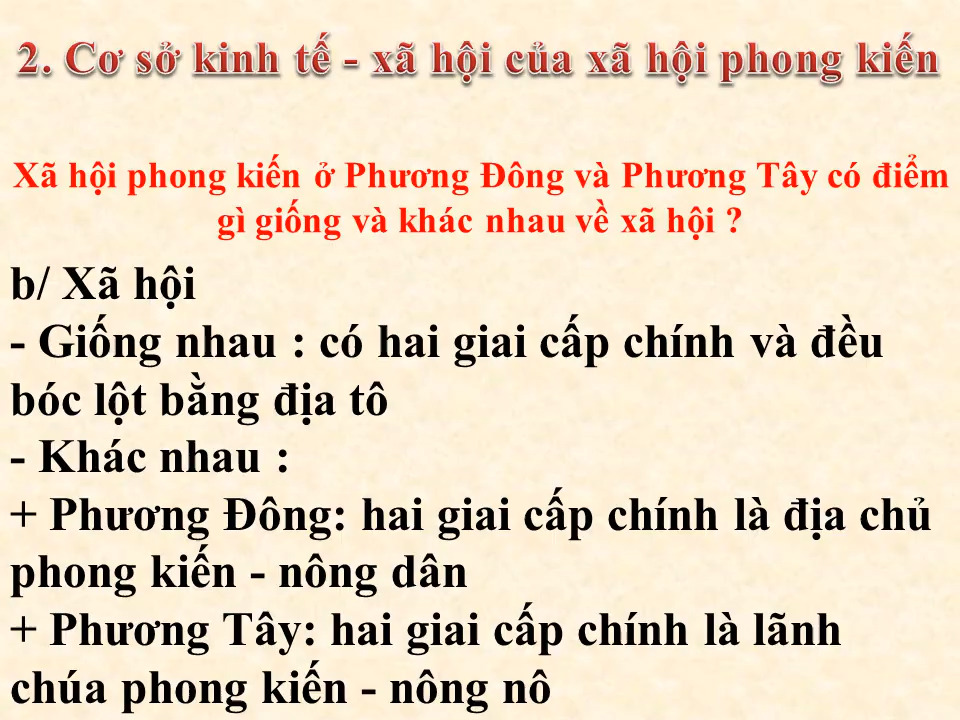 2. Cơ sở kinh tế - xã hội của xã hội phong kiến
Xã hội phong kiến ở Phương Đông và Phương Tây có điểm
gì giống và khác nhau về xã hội ?
b/ Xã hội
- Giống nhau : có hai giai cấp chính và đều
bóc lột bằng địa tô
- Khác nhau :
+ Phương Đông: hai giai cấp chính là địa chủ
phong kiến - nông dân
+ Phương Tây: hai giai cấp chính là lãnh
chúa phong kiến - nông nô